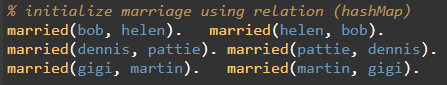 % initialize marriage using relation (hashMap)
married(bob, helen).   married(helen, bob).
married(dennis, pattie). married(pattie, dennis).
married(gigi, martin).   married(martin, gigi).